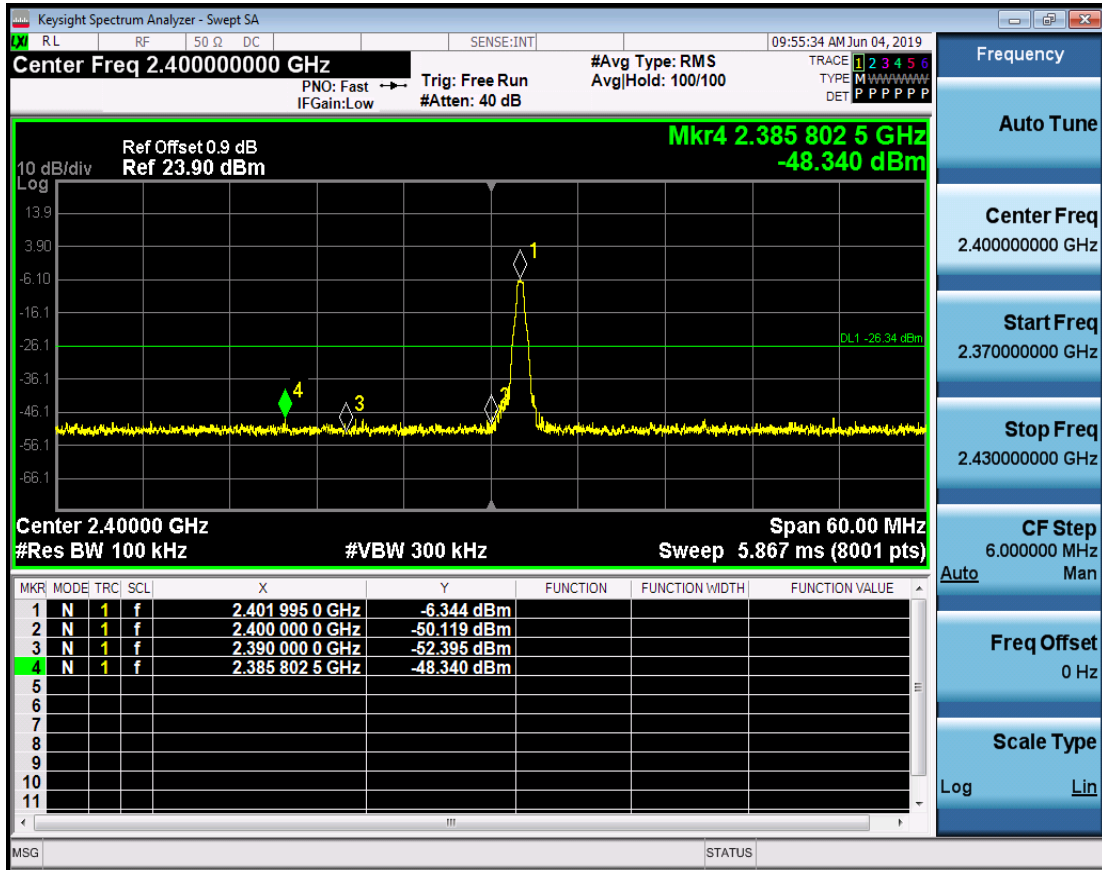 Keysight Spectrum Analyzer - Swept SA
LXI RL RF 50 Ω DC SENSE:INT 09:55:34 AM Jun 04, 2019
Center Freq 2.400000000 GHz
#Avg Type: RMS
TRACE 1 2 3 4 5 6
PNO: Fast
Trig: Free Run
Avg|Hold: 100/100
TYPE M WWWWW
IFGain:Low
#Atten: 40 dB
DET P P P P P P
Mkr4 2.385 802 5 GHz
-48.340 dBm
Ref Offset 0.9 dB
10 dB/div Ref 23.90 dBm
Log
13.9
3.90
-6.10
-16.1
-26.1
-36.1
-46.1
-56.1
-66.1
1
DL1 -26.34 dBm
4
3
2
Center 2.40000 GHz Span 60.00 MHz
#Res BW 100 kHz #VBW 300 kHz Sweep 5.867 ms (8001 pts)
MKR MODE TRC SCL X Y FUNCTION FUNCTION WIDTH FUNCTION VALUE
1 N 1 f 2.401 995 0 GHz -6.344 dBm
2 N 1 f 2.400 000 0 GHz -50.119 dBm
3 N 1 f 2.390 000 0 GHz -52.395 dBm
4 N 1 f 2.385 802 5 GHz -48.340 dBm
5
6
7
8
9
10
11
MSG STATUS
Frequency
Auto Tune
Center Freq
2.400000000 GHz
Start Freq
2.370000000 GHz
Stop Freq
2.430000000 GHz
CF Step
6.000000 MHz
Auto Man
Freq Offset
0 Hz
Scale Type
Log Lin